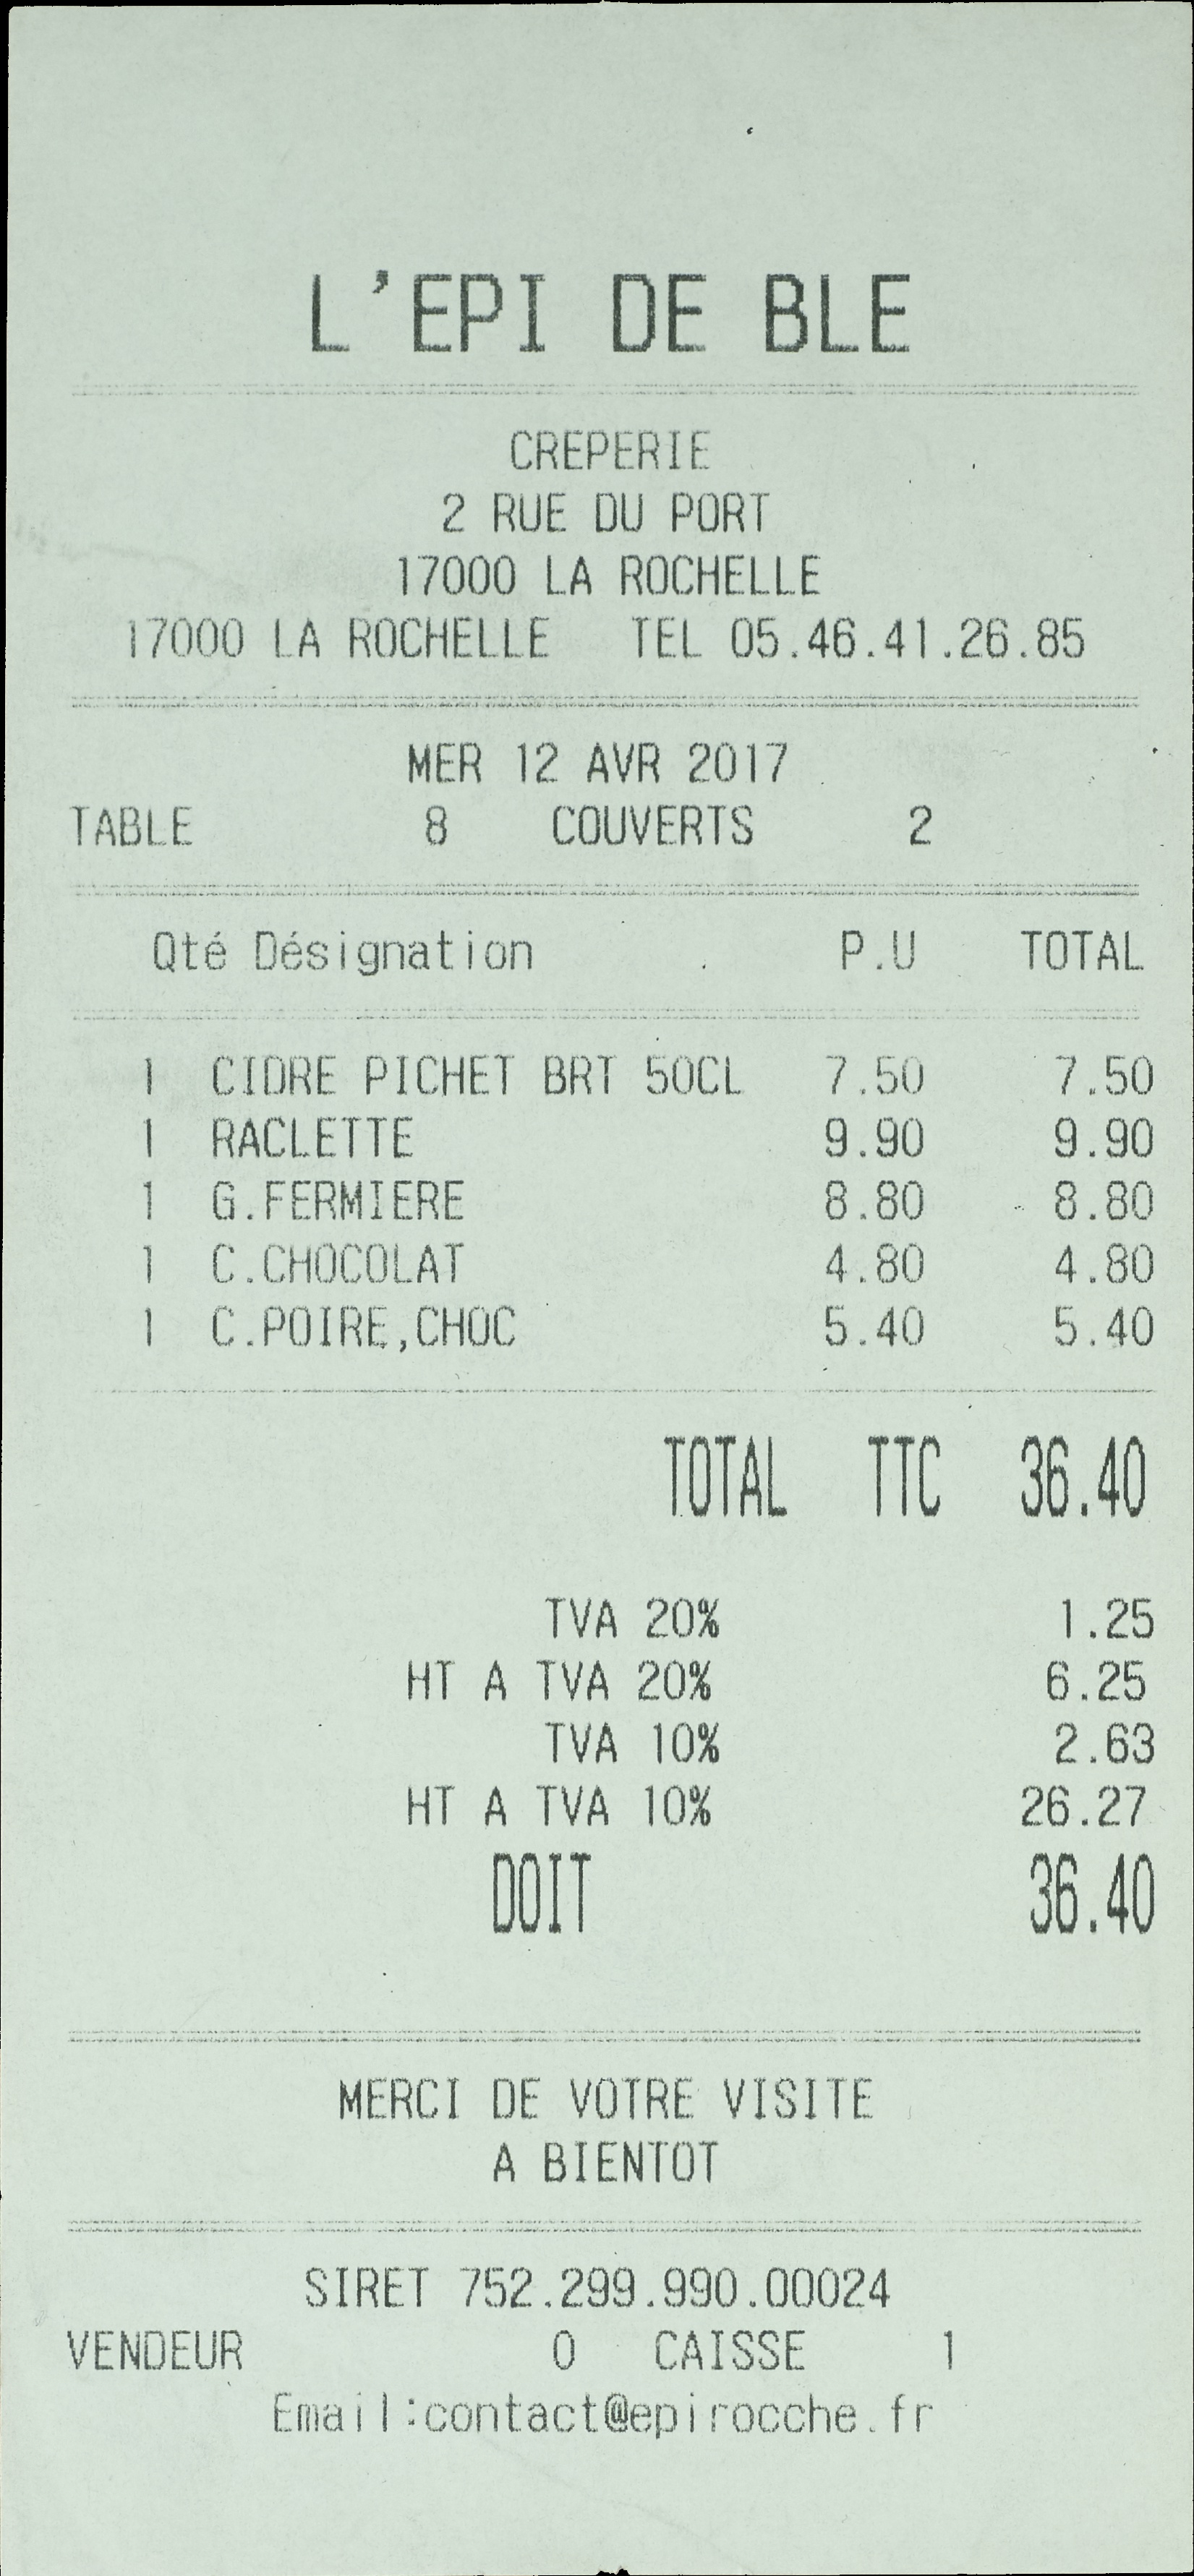 L'EPI DE BLE
CREPERIE
2 RUE DU PORT
17000 LA ROCHELLE
17000 LA ROCHELLE TEL 05.46.41.26.85
MER 12 AVR 2017
TABLE 8 COUVERTS 2
Qté Désignation P.U TOTAL
1 CIDRE PICHET BRT 50CL 7.50 7.50
1 RACLETTE 9.90 9.90
1 G.FERMIERE 8.80 8.80
1 C.CHOCOLAT 4.80 4.80
1 C.POIRE,CHOC 5.40 5.40
TOTAL TTC 36.40
TVA 20% 1.25
HT A TVA 20% 6.25
TVA 10% 2.63
HT A TVA 10% 26.27
DOIT 36.40
MERCI DE VOTRE VISITE
A BIENTOT
SIRET 752.299.990.00024
VENDEUR 0 CAISSE 1
Email:contact@epirocche.fr